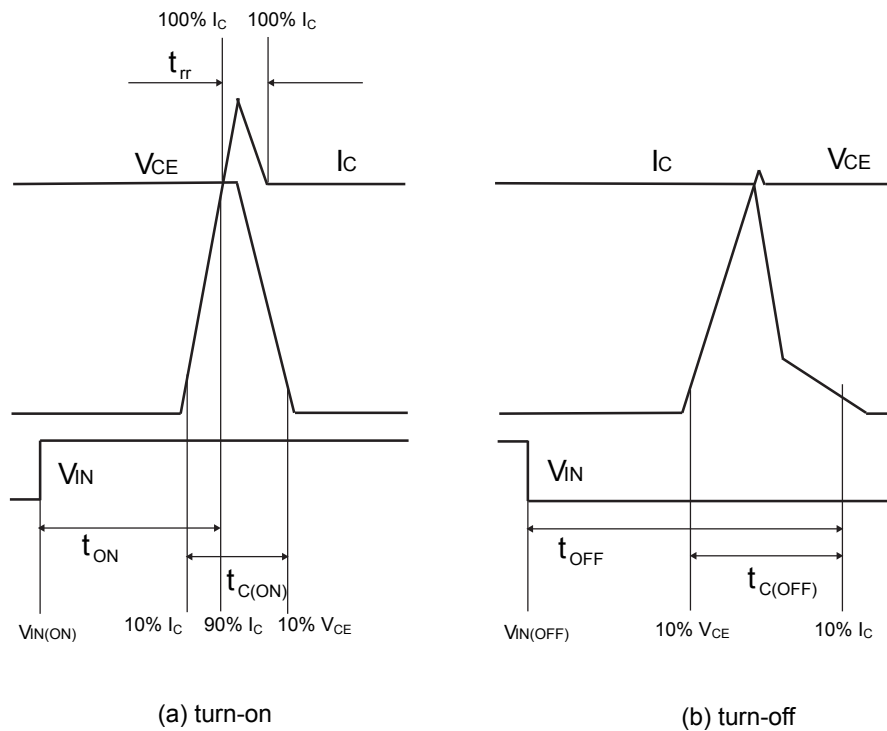 100% IC 100% IC
trr
VCE IC
IC VCE
VIN
VIN
tON
tOFF
tC(ON)
tC(OFF)
VIN(ON) 10% IC 90% IC 10% VCE
VIN(OFF) 10% VCE 10% IC
(a) turn-on
(b) turn-off